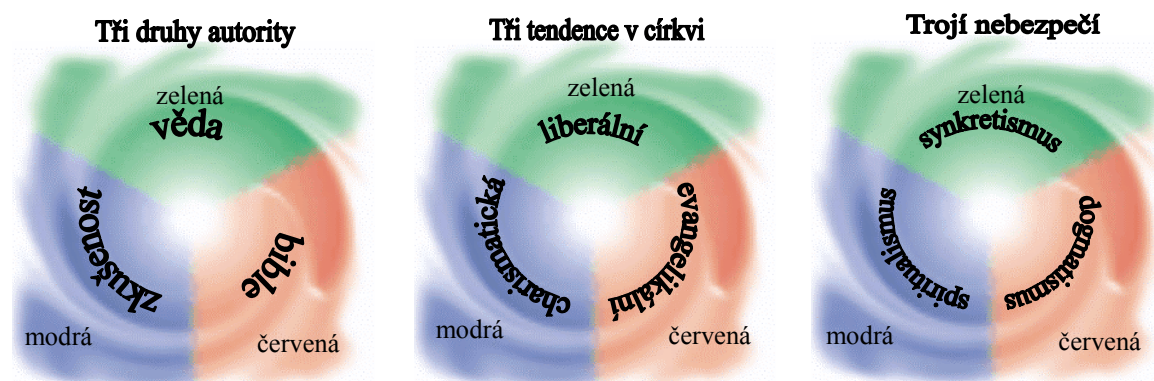 Tři druhy autority
zelená
věda
zkušenost
bible
modrá
červená
Tři tendence v církvi
zelená
liberální
charismatická
evangelikální
modrá
červená
Trojí nebezpečí
zelená
synkretismus
spiritualismus
dogmatismus
modrá
červená